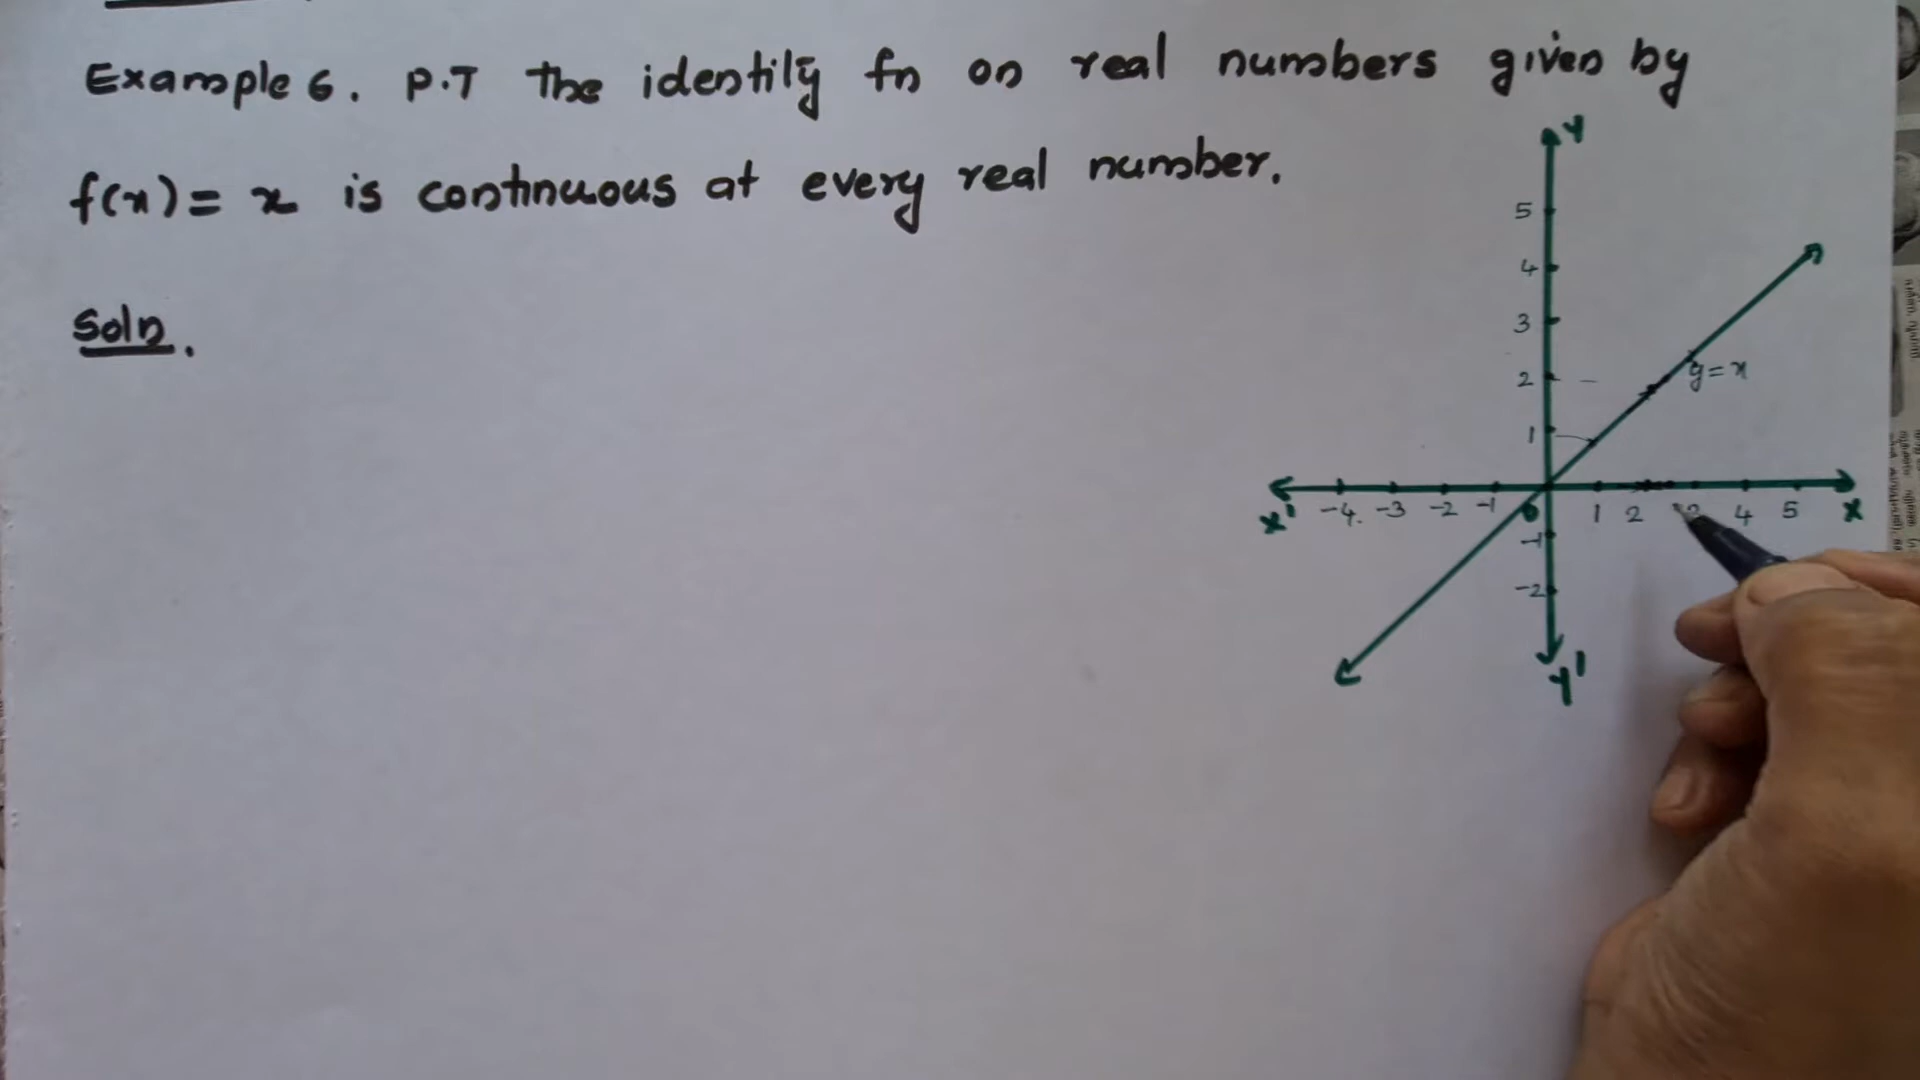 Example 6. P.T the identity fn on real numbers given by
f(x) = x is continuous at every real number.
Soln.
Y
5
4
3
2
1
y = x
X' -4 -3 -2 -1 0 1 2 3 4 5 X
-1
-2
Y'